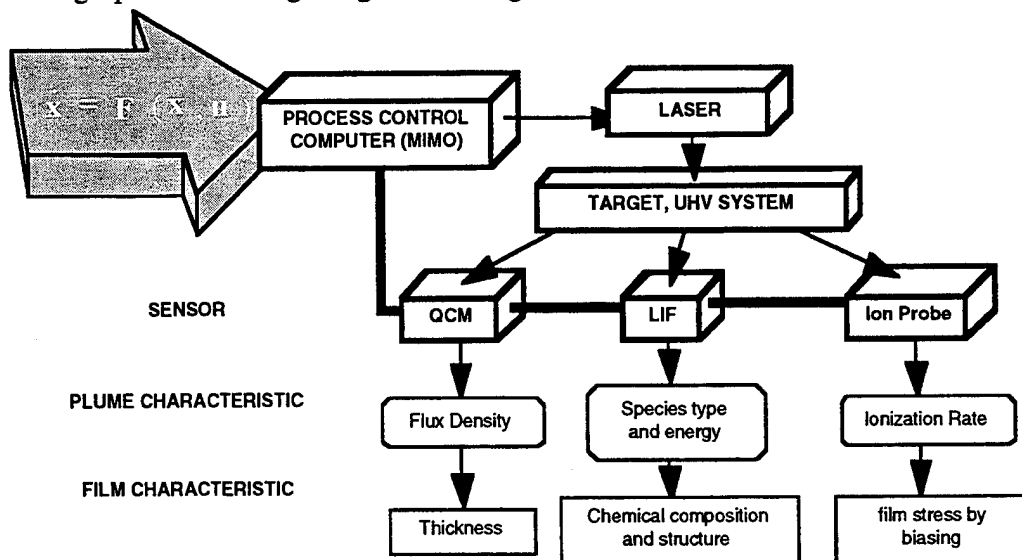 ẋ = F (x, u)
PROCESS CONTROL
COMPUTER (MIMO)
LASER
TARGET, UHV SYSTEM
SENSOR
QCM
LIF
Ion Probe
PLUME CHARACTERISTIC
Flux Density
Species type
and energy
Ionization Rate
FILM CHARACTERISTIC
Thickness
Chemical composition
and structure
film stress by
biasing